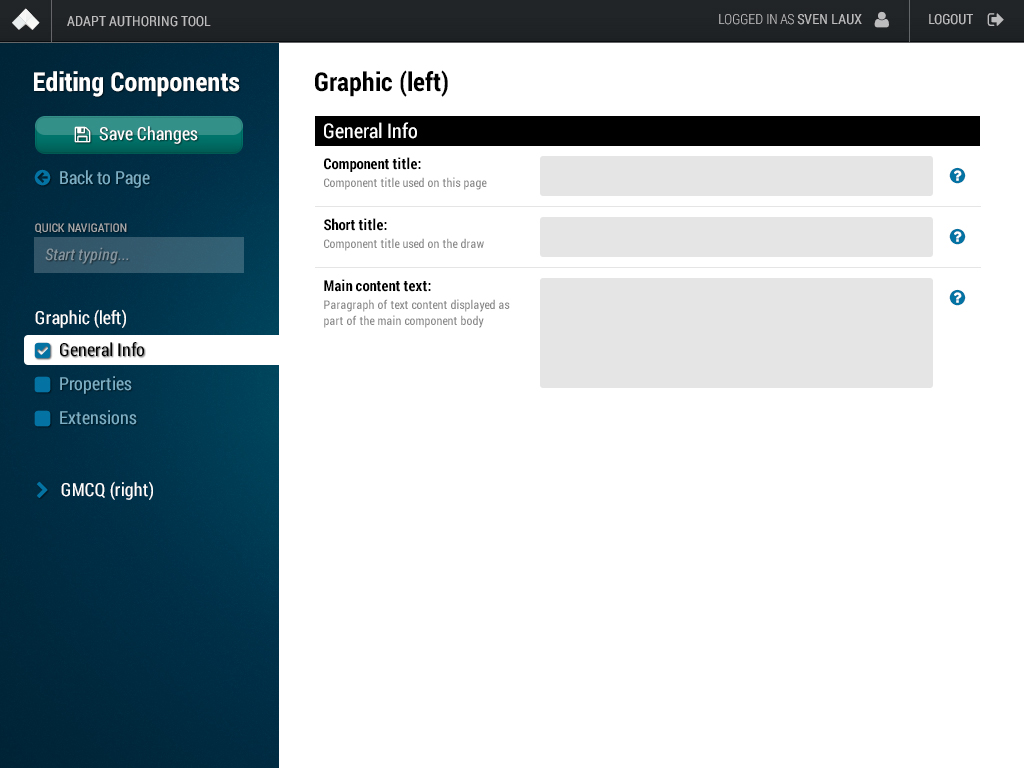 ADAPT AUTHORING TOOL
LOGGED IN AS SVEN LAUX
LOGOUT
Editing Components
Save Changes
Back to Page
QUICK NAVIGATION
Start typing...
Graphic (left)
General Info
Properties
Extensions
GMCQ (right)
Graphic (left)
General Info
Component title:
Component title used on this page
Short title:
Component title used on the draw
Main content text:
Paragraph of text content displayed as
part of the main component body